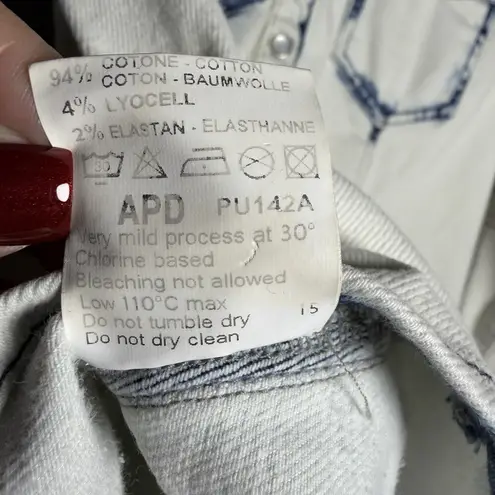 94% COTONE - COTTON
COTON - BAUMWOLLE
4% LYOCELL
2% ELASTAN - ELASTHANNE
30
APD PU142A
Very mild process at 30°
Chlorine based
Bleaching not allowed
Low 110°C max
Do not tumble dry 15
Do not dry clean